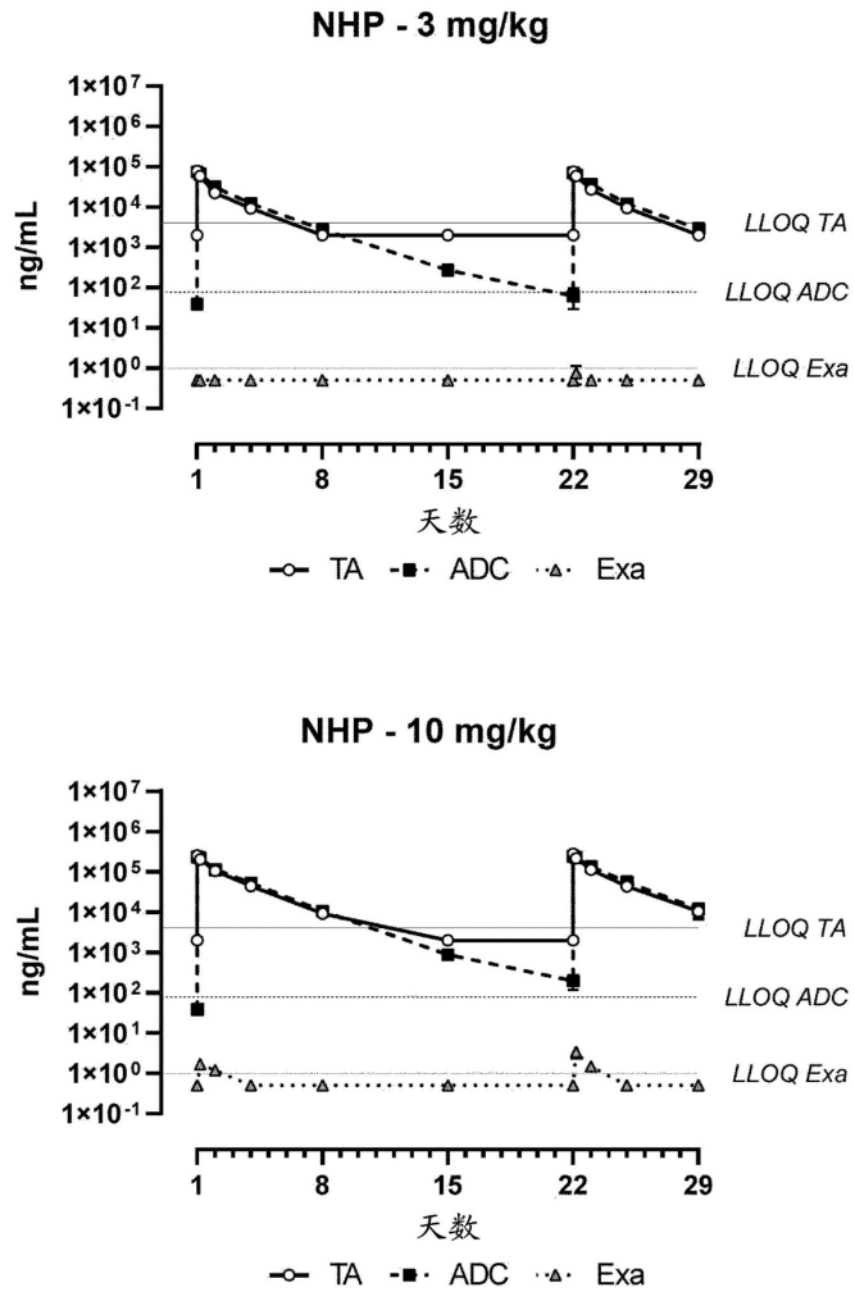 NHP - 3 mg/kg
1×10⁷
1×10⁶
1×10⁵
1×10⁴
1×10³
1×10²
1×10¹
1×10⁰
1×10⁻¹
ng/mL
LLOQ TA
LLOQ ADC
LLOQ Exa
1 8 15 22 29
天数
TA ADC Exa
NHP - 10 mg/kg
1×10⁷
1×10⁶
1×10⁵
1×10⁴
1×10³
1×10²
1×10¹
1×10⁰
1×10⁻¹
ng/mL
LLOQ TA
LLOQ ADC
LLOQ Exa
1 8 15 22 29
天数
TA ADC Exa